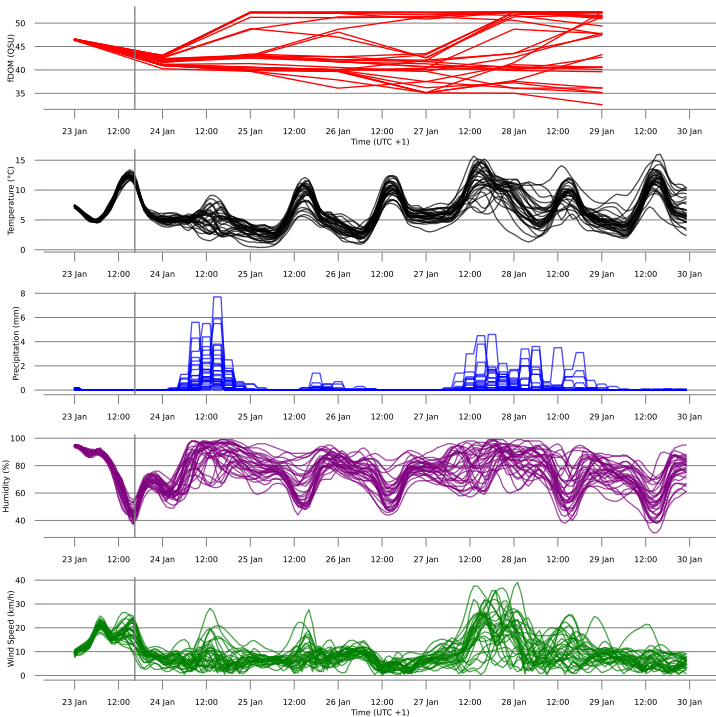 fDOM (QSU)
50
45
40
35
23 Jan 12:00 24 Jan 12:00 25 Jan 12:00 26 Jan 12:00 27 Jan 12:00 28 Jan 12:00 29 Jan 12:00 30 Jan
Time (UTC +1)
Temperature (°C)
15
10
5
0
23 Jan 12:00 24 Jan 12:00 25 Jan 12:00 26 Jan 12:00 27 Jan 12:00 28 Jan 12:00 29 Jan 12:00 30 Jan
Precipitation (mm)
8
6
4
2
0
23 Jan 12:00 24 Jan 12:00 25 Jan 12:00 26 Jan 12:00 27 Jan 12:00 28 Jan 12:00 29 Jan 12:00 30 Jan
Humidity (%)
100
80
60
40
23 Jan 12:00 24 Jan 12:00 25 Jan 12:00 26 Jan 12:00 27 Jan 12:00 28 Jan 12:00 29 Jan 12:00 30 Jan
Wind Speed (km/h)
40
30
20
10
0
23 Jan 12:00 24 Jan 12:00 25 Jan 12:00 26 Jan 12:00 27 Jan 12:00 28 Jan 12:00 29 Jan 12:00 30 Jan
Time (UTC +1)